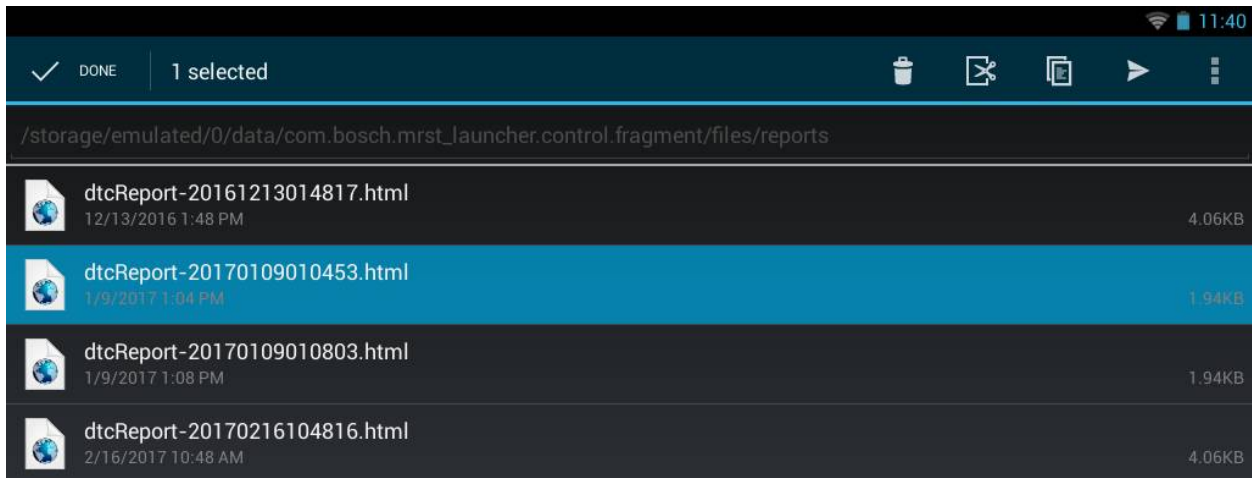 11:40
DONE 1 selected
/storage/emulated/0/data/com.bosch.mrst_launcher.control.fragment/files/reports
dtcReport-20161213014817.html
12/13/2016 1:48 PM 4.06KB
dtcReport-20170109010453.html
1/9/2017 1:04 PM 1.94KB
dtcReport-20170109010803.html
1/9/2017 1:08 PM 1.94KB
dtcReport-20170216104816.html
2/16/2017 10:48 AM 4.06KB